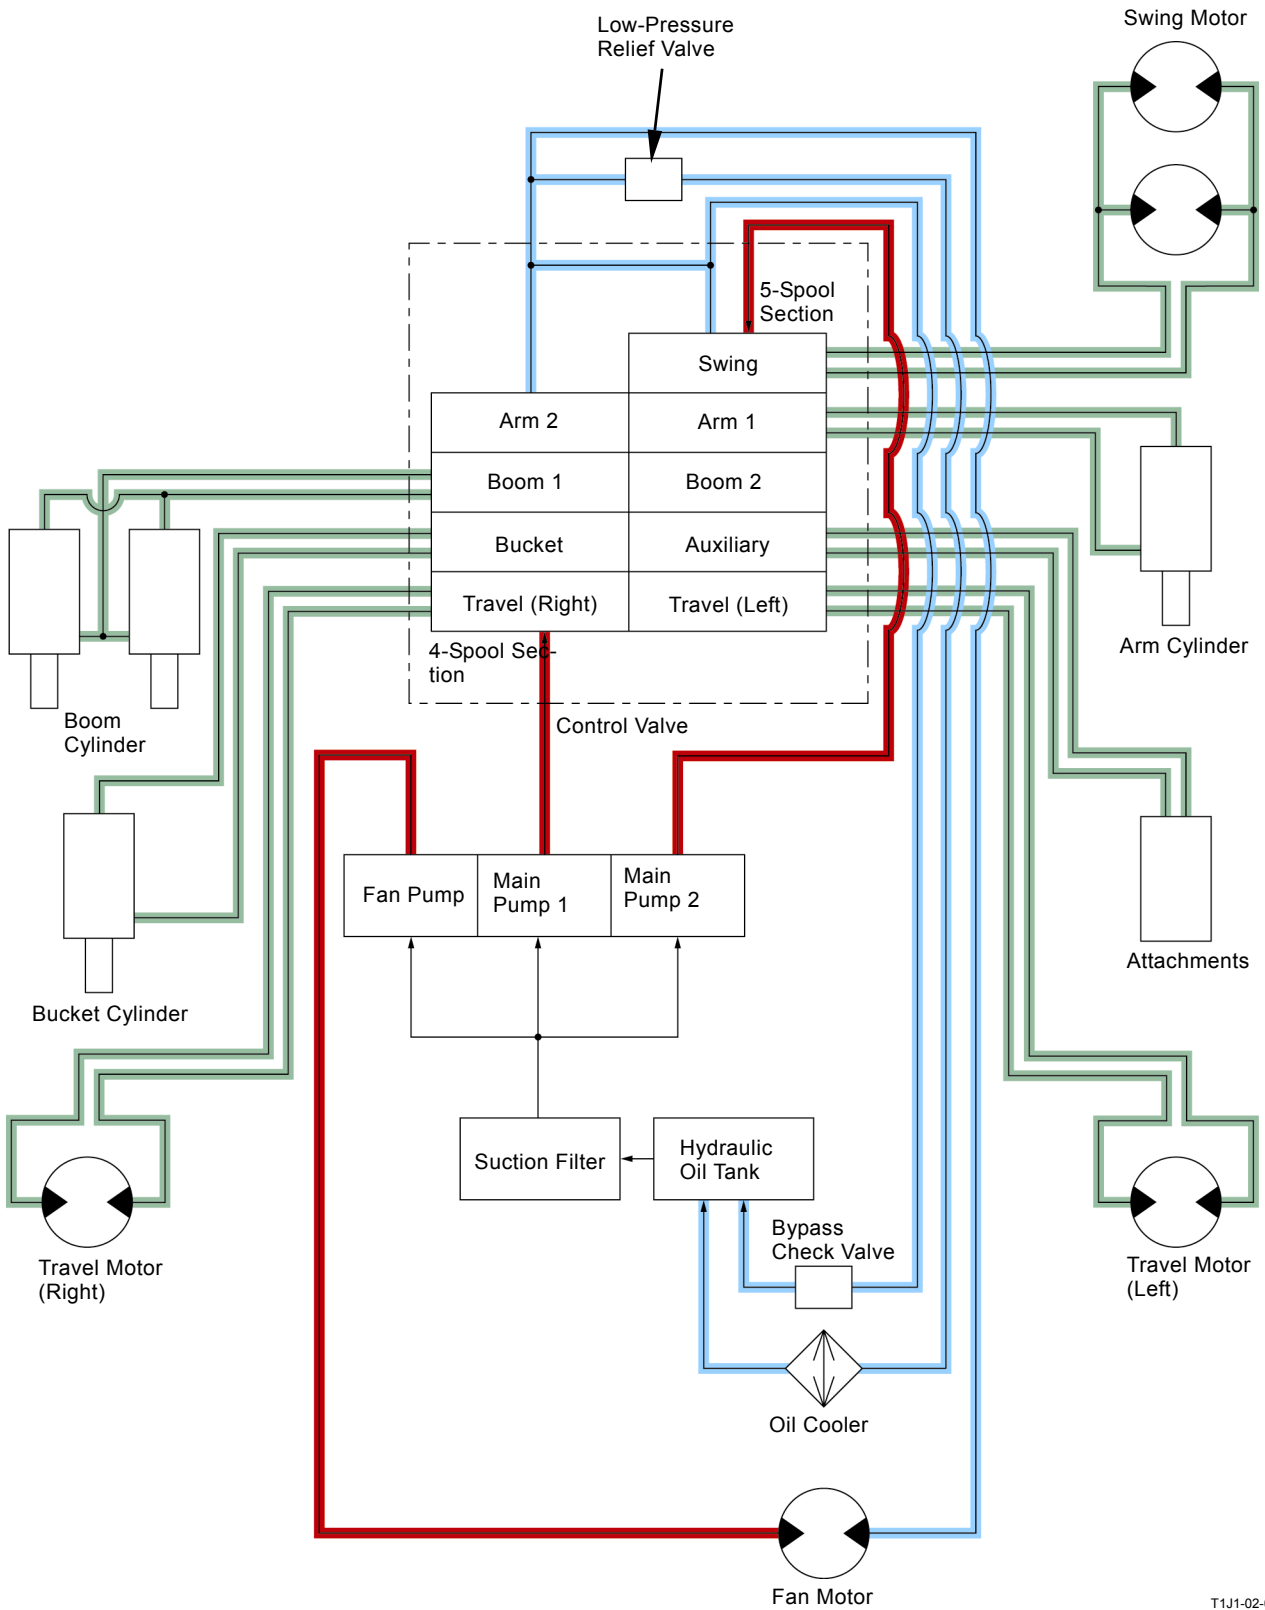 Low-Pressure
Relief Valve
Swing Motor
5-Spool
Section
Swing
Arm 2
Arm 1
Boom 1
Boom 2
Bucket
Auxiliary
Travel (Right)
Travel (Left)
4-Spool Sec-
tion
Control Valve
Arm Cylinder
Boom
Cylinder
Fan Pump
Main
Pump 1
Main
Pump 2
Attachments
Bucket Cylinder
Suction Filter
Hydraulic
Oil Tank
Bypass
Check Valve
Travel Motor
(Right)
Travel Motor
(Left)
Oil Cooler
Fan Motor